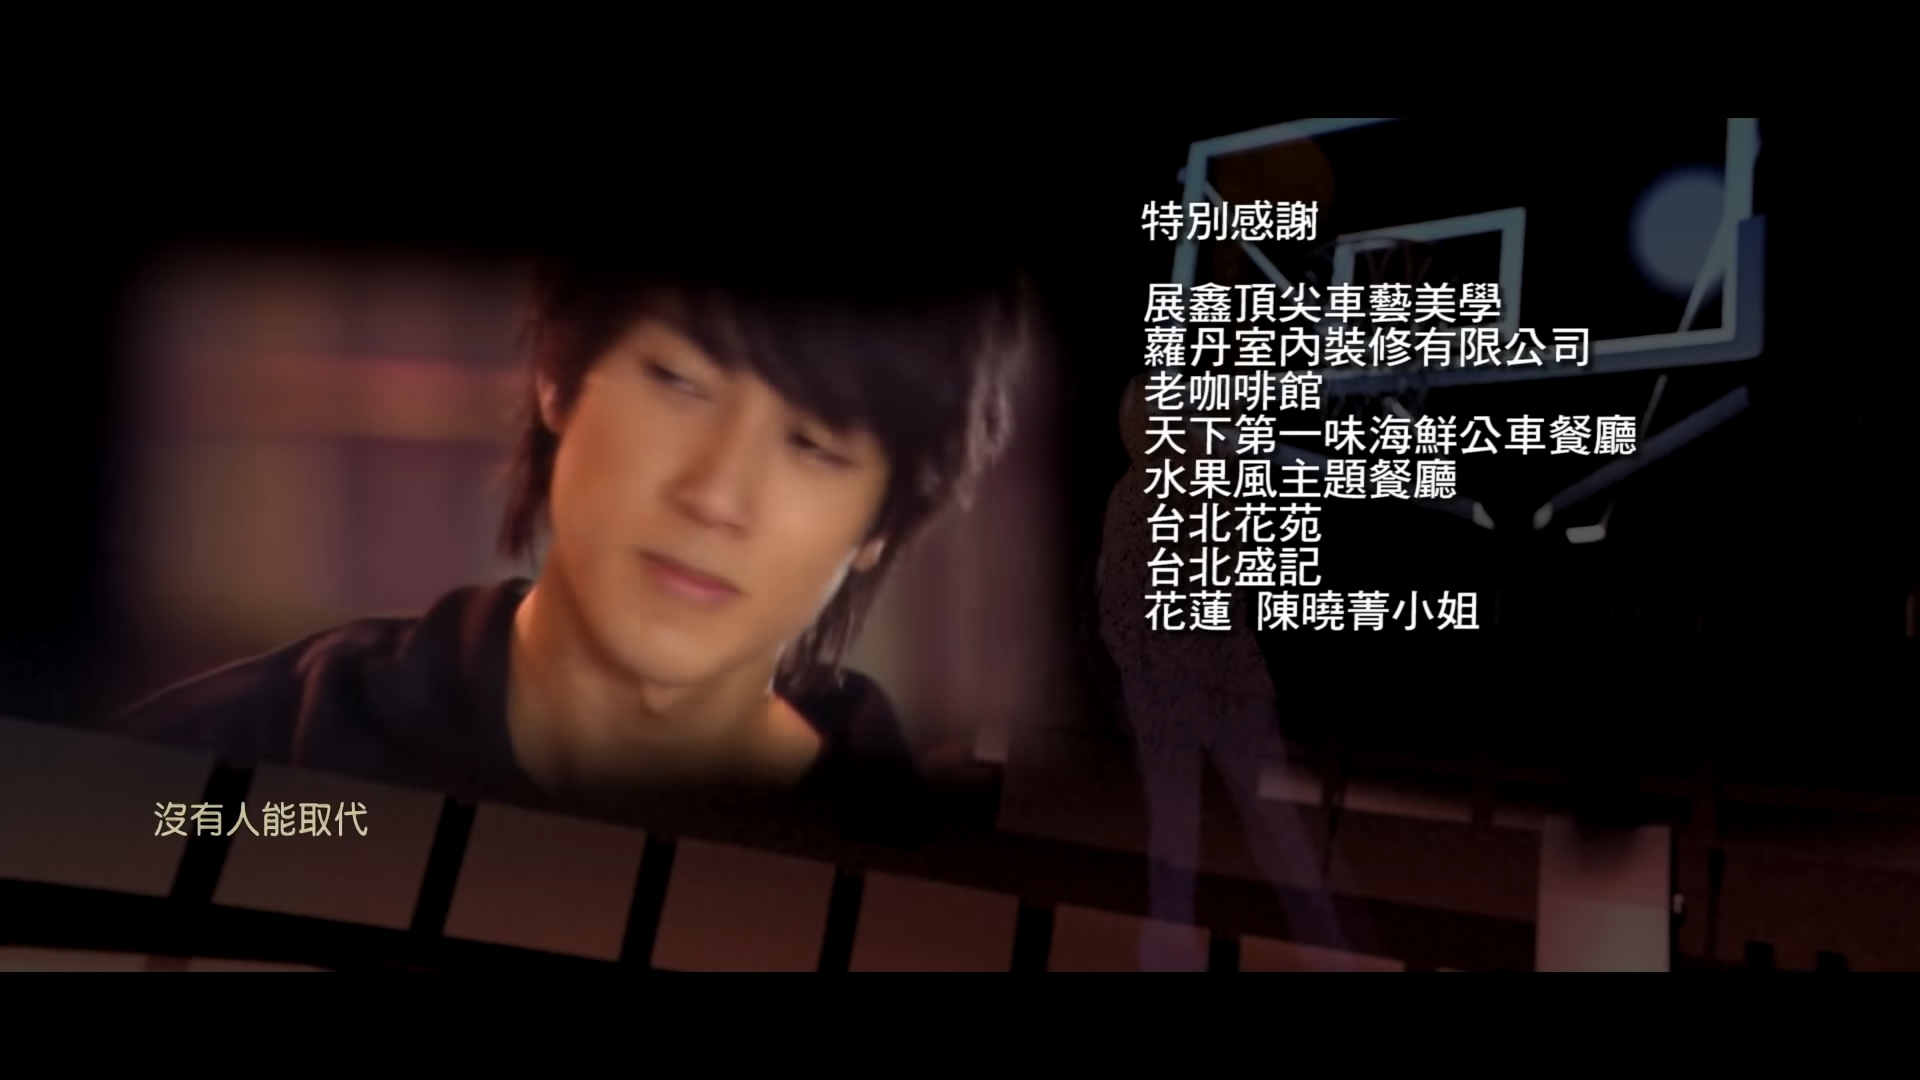 特別感謝
展鑫頂尖車藝美學
蘿丹室內裝修有限公司
老咖啡館
天下第一味海鮮公車餐廳
水果風主題餐廳
台北花苑
台北盛記
花蓮 陳曉菁小姐
沒有人能取代